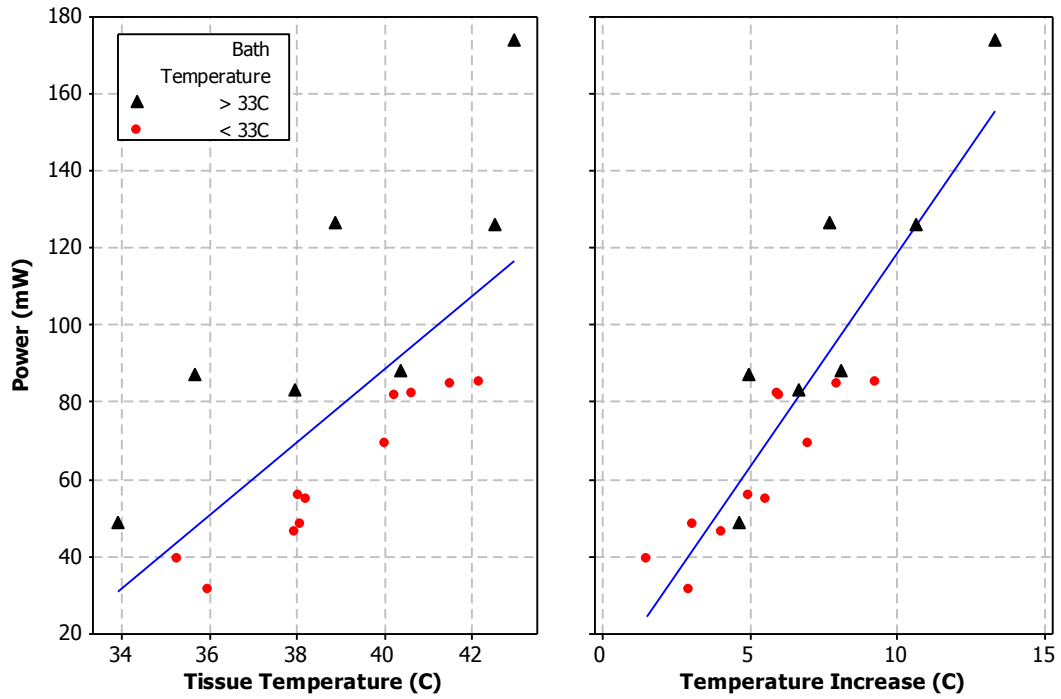 180
160
140
120
100
80
60
40
20
Power (mW)
Bath
Temperature
> 33C
< 33C
34 36 38 40 42
Tissue Temperature (C)
0 5 10 15
Temperature Increase (C)